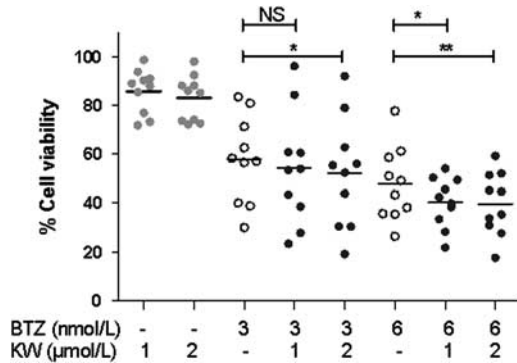 NS
*
*
**
100
80
60
40
20
0
% Cell viability
BTZ (nmol/L) - - 3 3 3 6 6 6
KW (µmol/L) 1 2 - 1 2 - 1 2